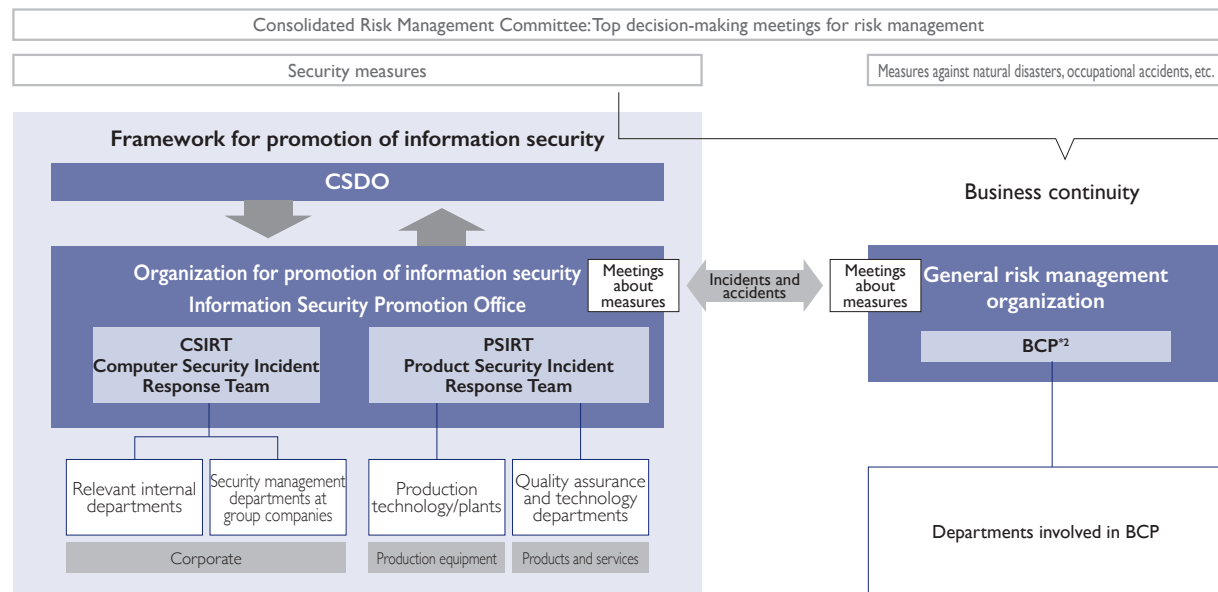 Consolidated Risk Management Committee: Top decision-making meetings for risk management
Security measures
Measures against natural disasters, occupational accidents, etc.
Framework for promotion of information security
CSDO
Business continuity
Organization for promotion of information security
Information Security Promotion Office
Meetings
about
measures
Incidents and
accidents
Meetings
about
measures
General risk management
organization
CSIRT
Computer Security Incident
Response Team
PSIRT
Product Security Incident
Response Team
BCP*2
Relevant internal
departments
Security management
departments at
group companies
Production
technology/plants
Quality assurance
and technology
departments
Departments involved in BCP
Corporate
Production equipment
Products and services